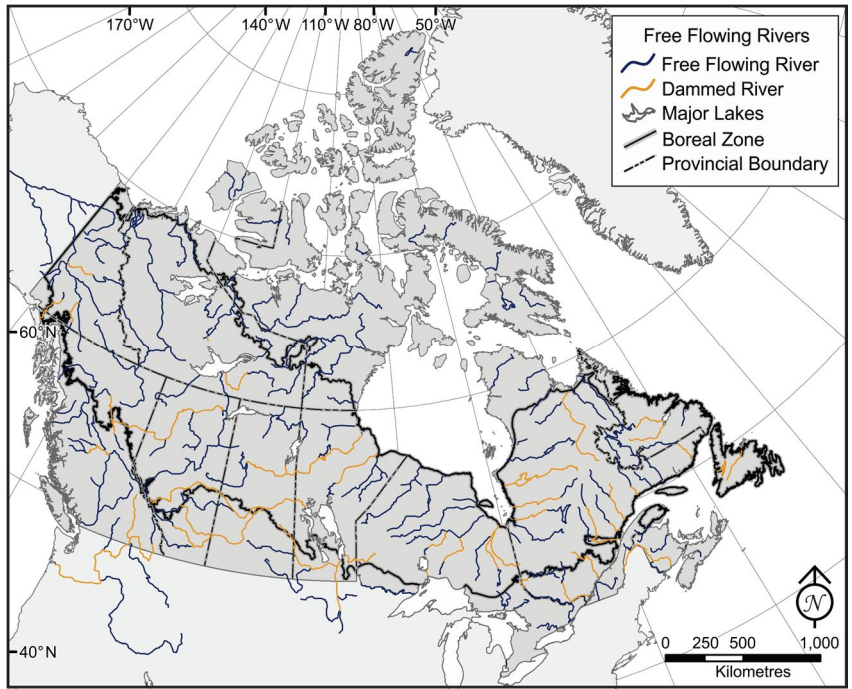 170°W 140°W 110°W 80°W 50°W
Free Flowing Rivers
Free Flowing River
Dammed River
Major Lakes
Boreal Zone
Provincial Boundary
60°N
40°N
N
0 250 500 1,000
Kilometres